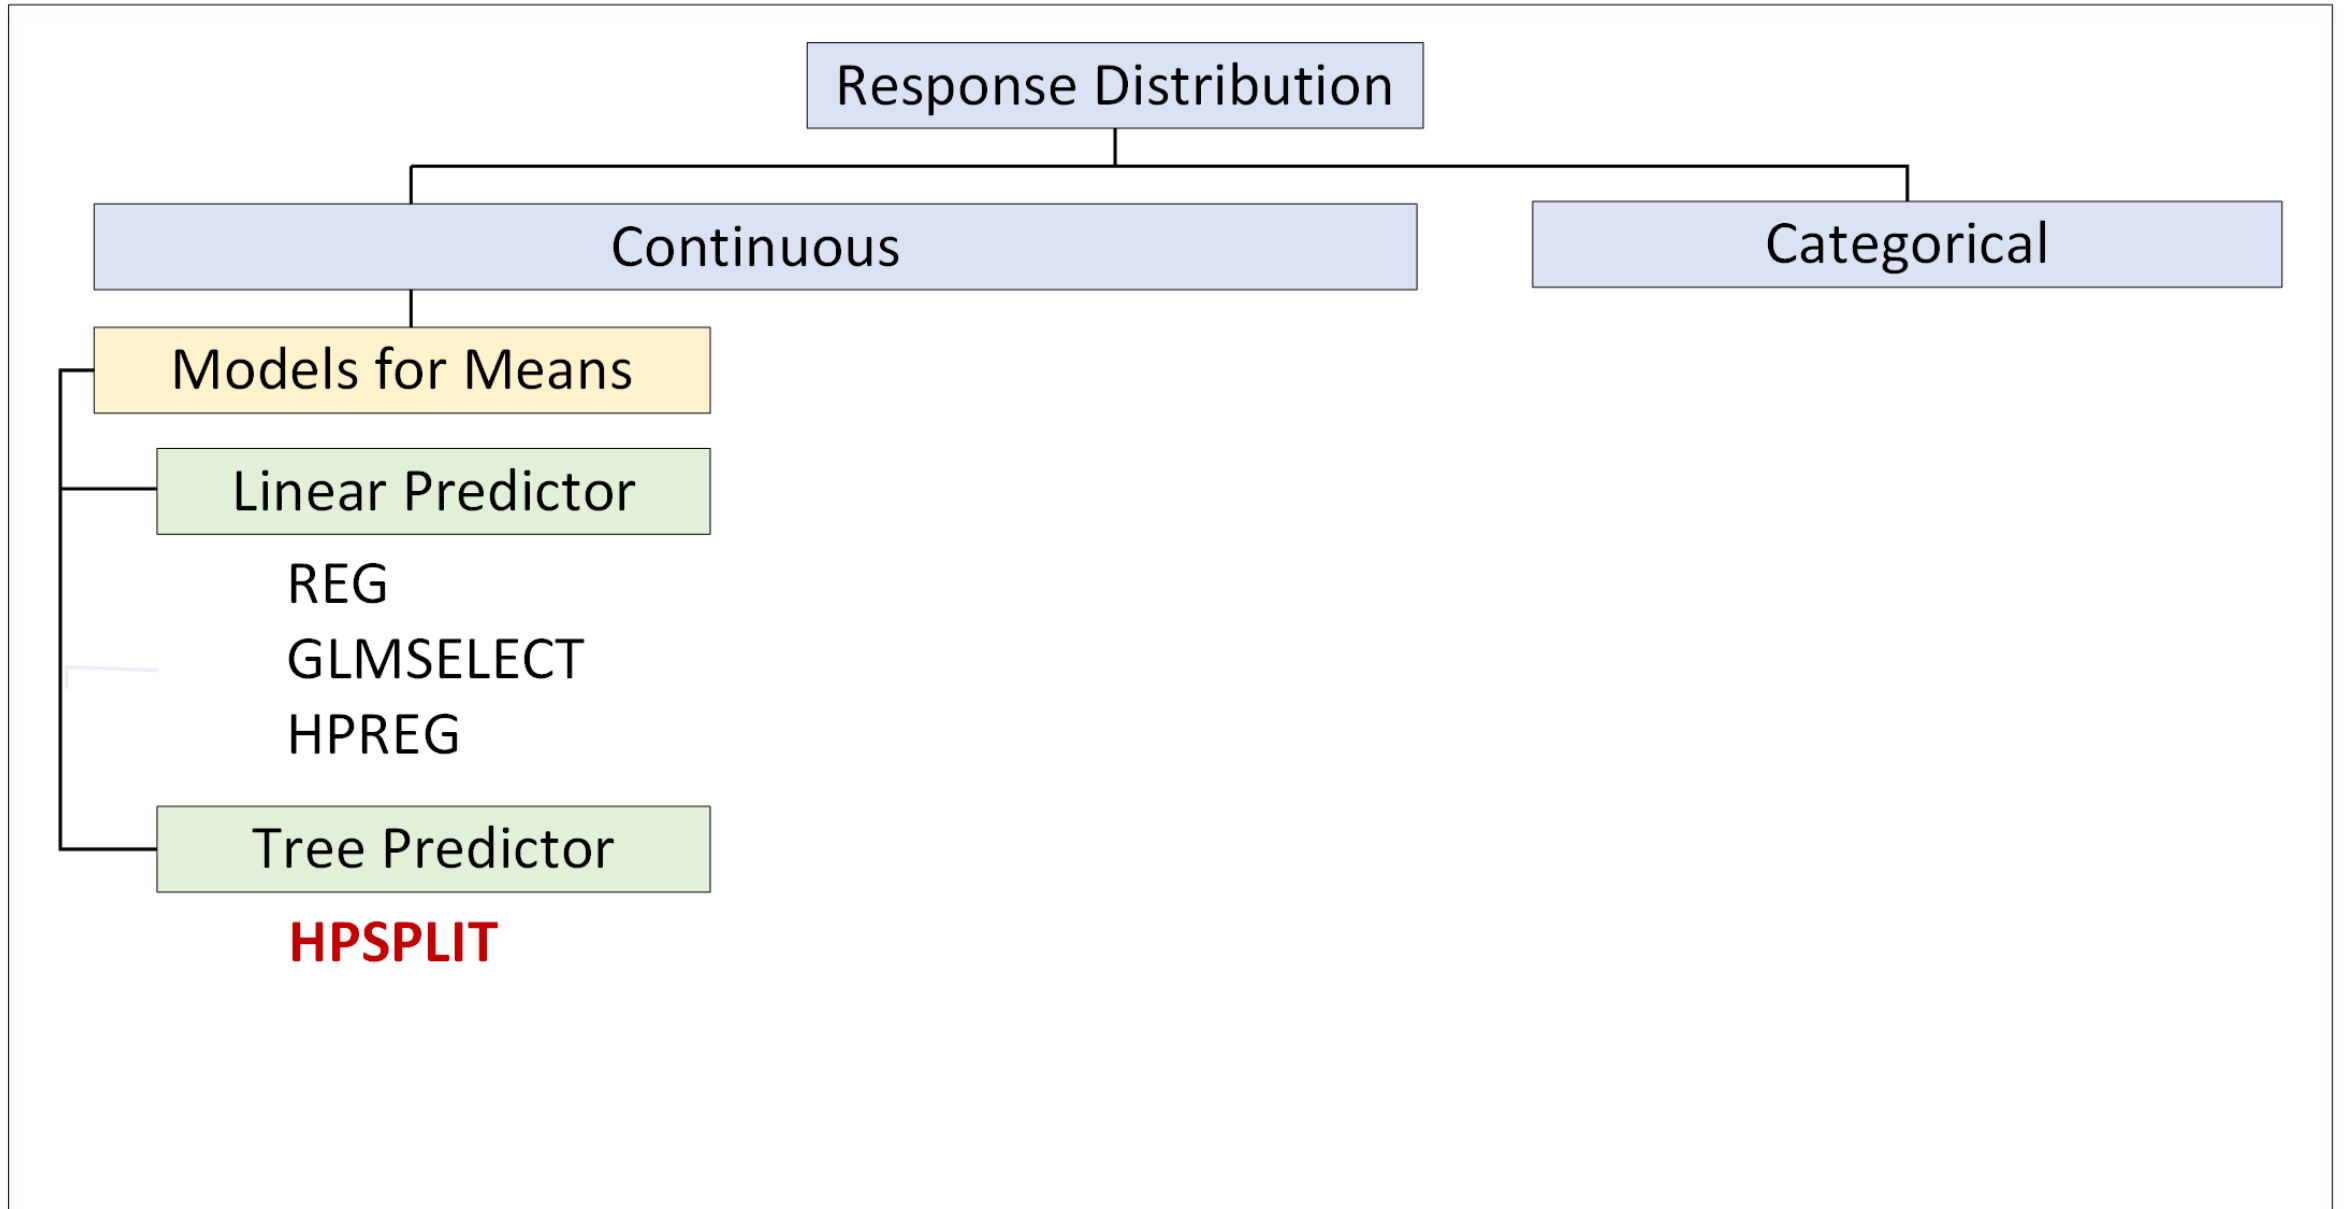 Response Distribution
Continuous
Categorical
Models for Means
Linear Predictor
REG
GLMSELECT
HPREG
Tree Predictor
HPSPLIT